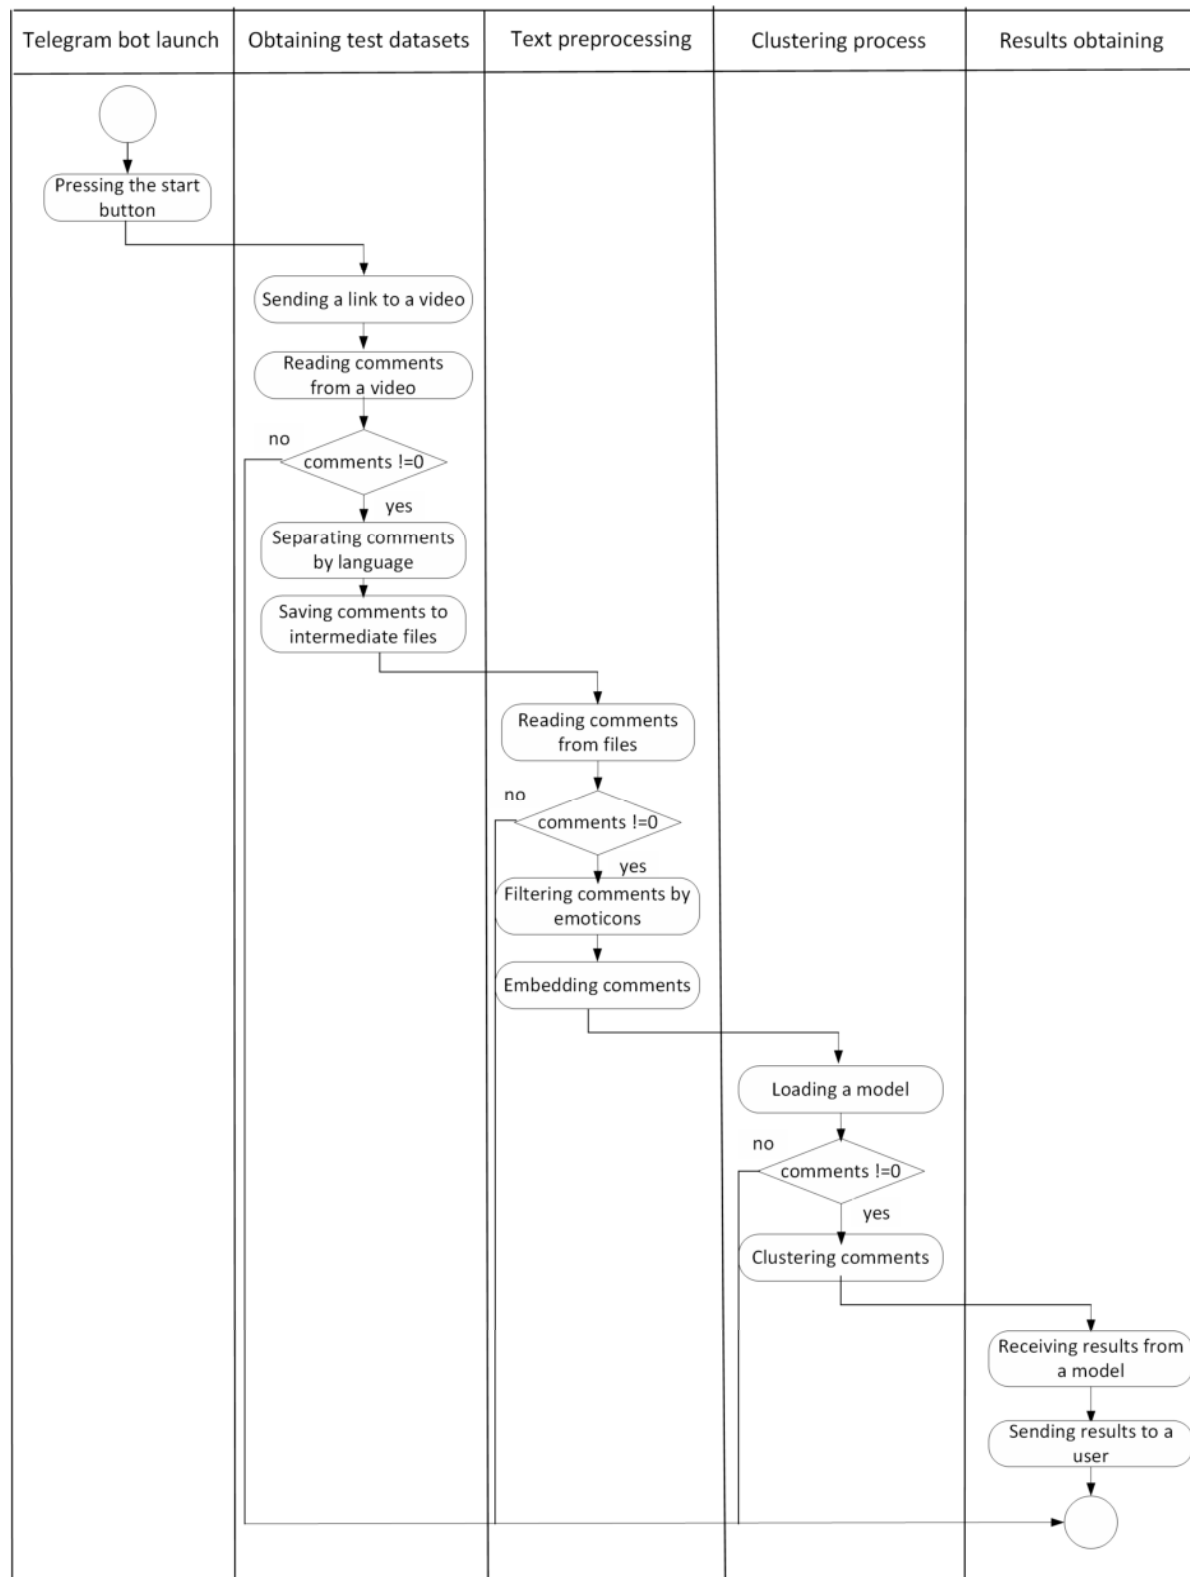 Telegram bot launch
Obtaining test datasets
Text preprocessing
Clustering process
Results obtaining
Pressing the start
button
Sending a link to a video
Reading comments
from a video
no
comments !=0
yes
Separating comments
by language
Saving comments to
intermediate files
Reading comments
from files
no
comments !=0
yes
Filtering comments by
emoticons
Embedding comments
Loading a model
no
comments !=0
yes
Clustering comments
Receiving results from
a model
Sending results to a
user